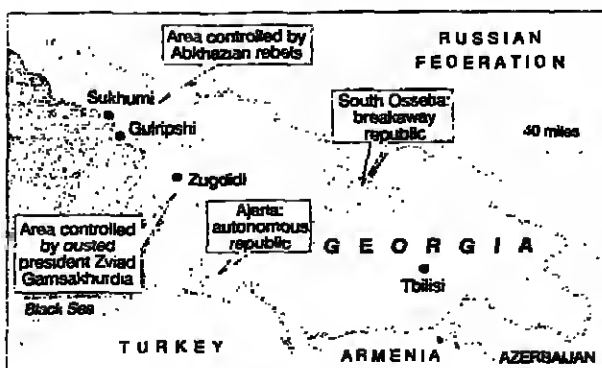 Area controlled by
Abkhazian rebels
RUSSIAN
FEDERATION
Sukhumi
Gulripshi
South Ossetia:
breakaway
republic
40 miles
Zugdidi
Area controlled
by ousted
president Zviad
Gamsakhurdia
Ajaria:
autonomous
republic
GEORGIA
Tbilisi
Black Sea
TURKEY
ARMENIA
AZERBAIJAN